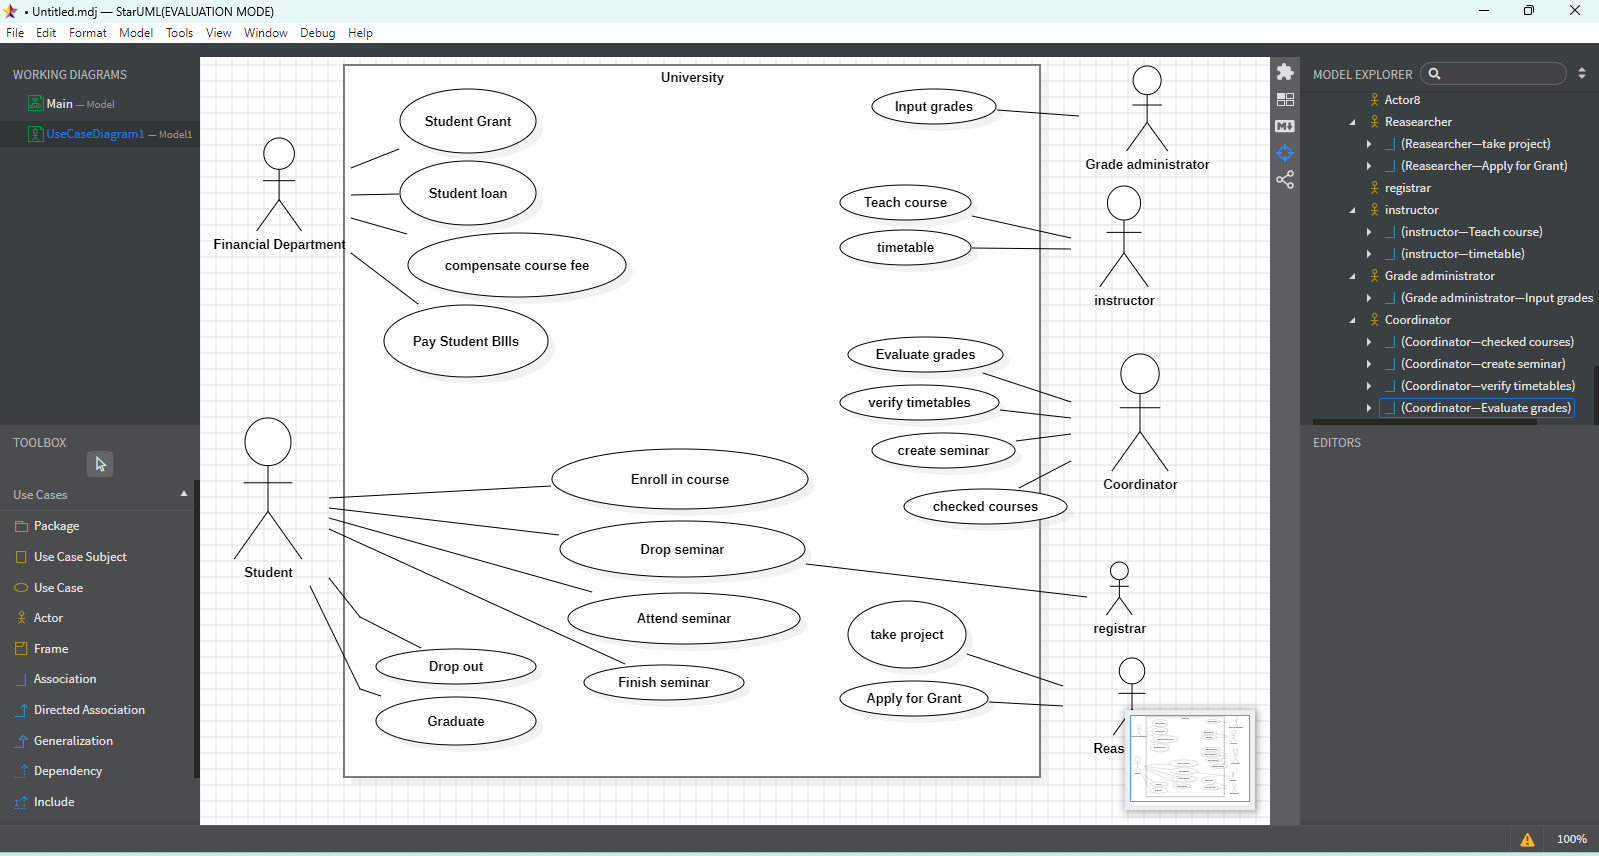 • Untitled.mdj — StarUML(EVALUATION MODE)
File Edit Format Model Tools View Window Debug Help
WORKING DIAGRAMS
Main — Model
UseCaseDiagram1 — Model1
TOOLBOX
Use Cases
Package
Use Case Subject
Use Case
Actor
Frame
Association
Directed Association
Generalization
Dependency
Include
University
Student Grant
Student loan
compensate course fee
Pay Student BIlls
Financial Department
Student
Enroll in course
Drop seminar
Attend seminar
Finish seminar
Drop out
Graduate
Input grades
Teach course
timetable
Evaluate grades
verify timetables
create seminar
checked courses
take project
Apply for Grant
Grade administrator
instructor
Coordinator
registrar
Reas
M
MODEL EXPLORER
Actor8
Reasearcher
(Reasearcher—take project)
(Reasearcher—Apply for Grant)
registrar
instructor
(instructor—Teach course)
(instructor—timetable)
Grade administrator
(Grade administrator—Input grades
Coordinator
(Coordinator—checked courses)
(Coordinator—create seminar)
(Coordinator—verify timetables)
(Coordinator—Evaluate grades)
EDITORS
100%